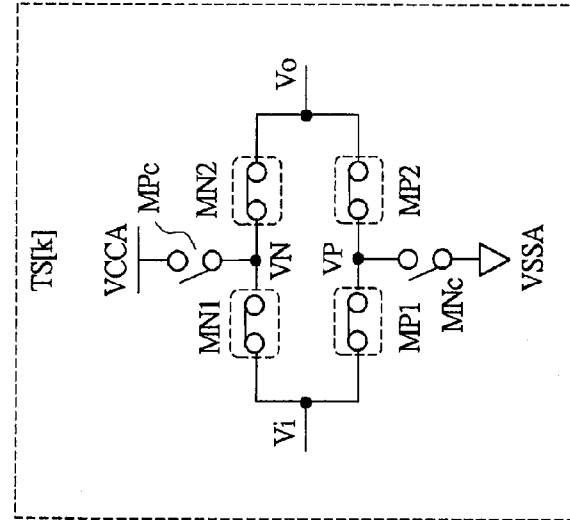 TS[k]
VCCA
MPc
MN1
MN2
VN
Vi
Vo
VP
MP1
MP2
MNc
VSSA